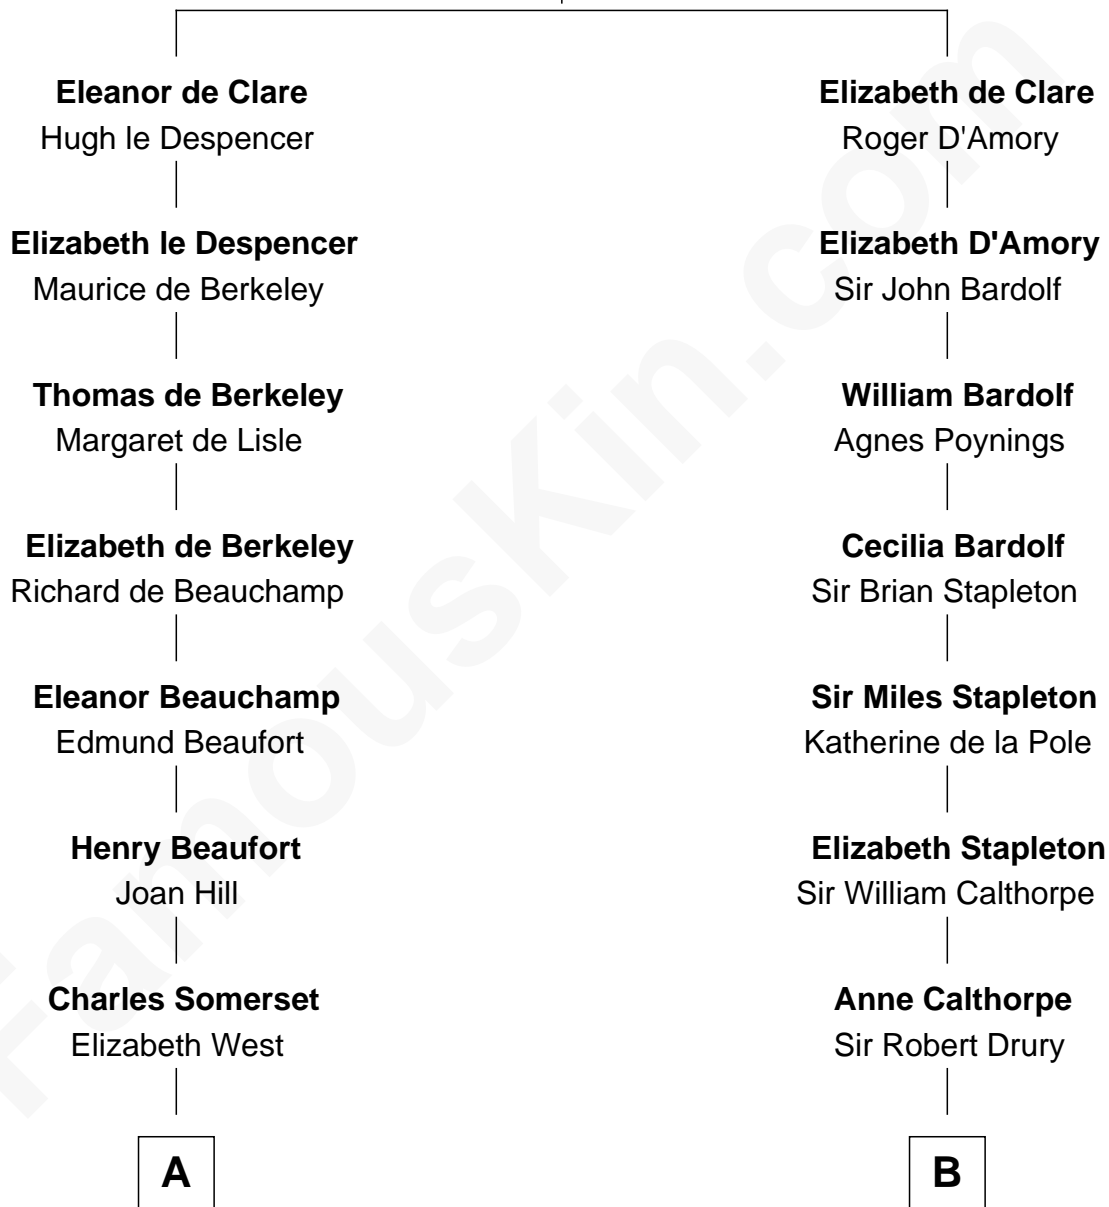 Eleanor de Clare
Hugh le Despencer
Elizabeth le Despencer
Maurice de Berkeley
Thomas de Berkeley
Margaret de Lisle
Elizabeth de Berkeley
Richard de Beauchamp
Eleanor Beauchamp
Edmund Beaufort
Henry Beaufort
Joan Hill
Charles Somerset
Elizabeth West
A
Elizabeth de Clare
Roger D'Amory
Elizabeth D'Amory
Sir John Bardolf
William Bardolf
Agnes Poynings
Cecilia Bardolf
Sir Brian Stapleton
Sir Miles Stapleton
Katherine de la Pole
Elizabeth Stapleton
Sir William Calthorpe
Anne Calthorpe
Sir Robert Drury
B
FamousKin.com